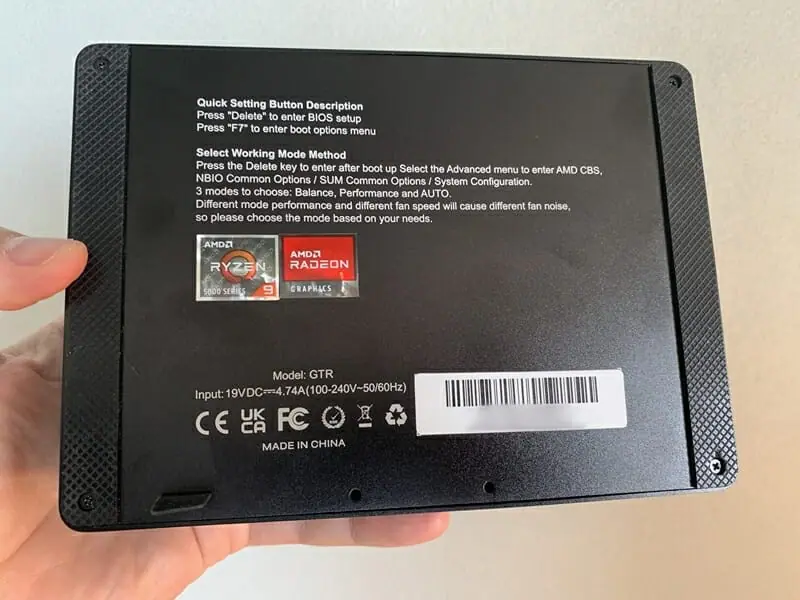 Quick Setting Button Description
Press "Delete" to enter BIOS setup
Press "F7" to enter boot options menu
Select Working Mode Method
Press the Delete key to enter after boot up Select the Advanced menu to enter AMD CBS,
NBIO Common Options / SUM Common Options / System Configuration.
3 modes to choose: Balance, Performance and AUTO.
Different mode performance and different fan speed will cause different fan noise,
so please choose the mode based on your needs.
AMD
RYZEN
5000 SERIES 9
AMD
RADEON
GRAPHICS
Model: GTR
Input: 19VDC⎓4.74A(100-240V~50/60Hz)
CE UK CA FC
MADE IN CHINA